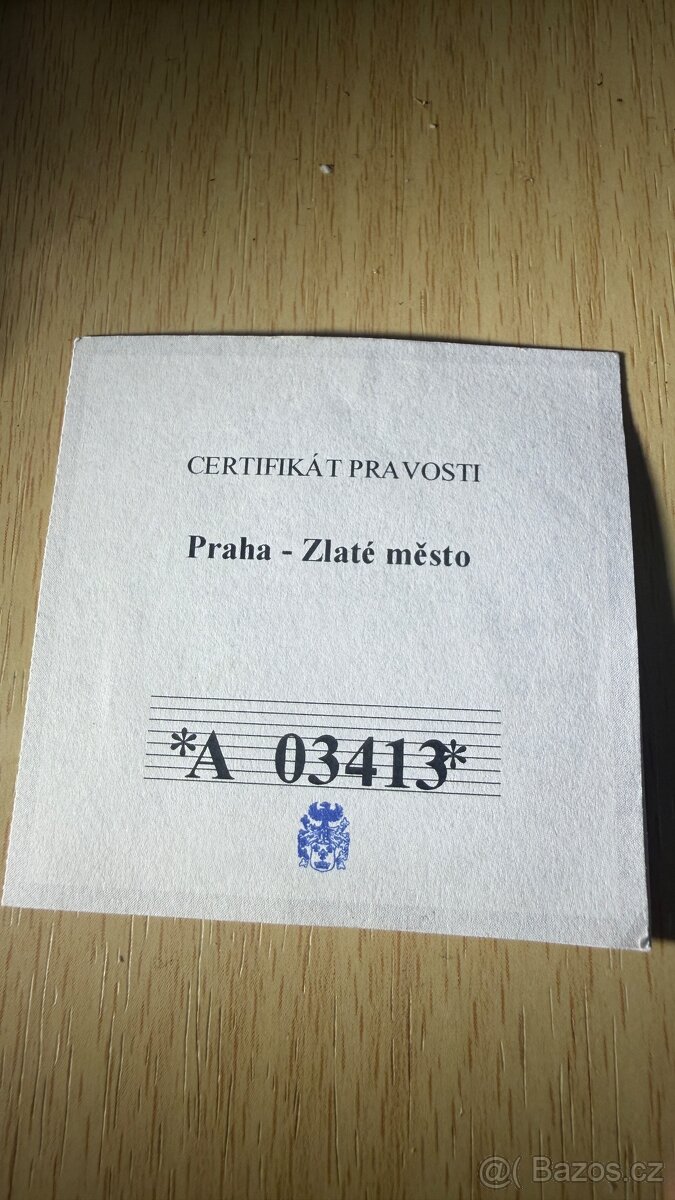 CERTIFIKÁT PRAVOSTI
Praha - Zlaté město
*A 03413*
@( Bazos.cz